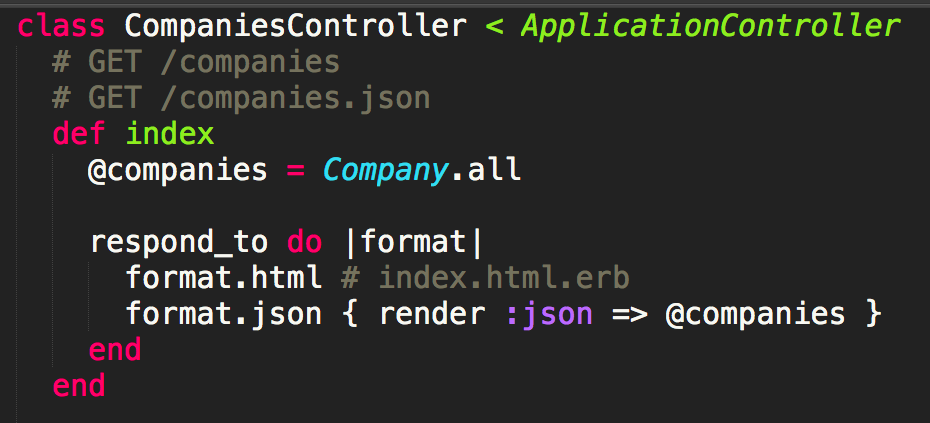 class CompaniesController < ApplicationController
  # GET /companies
  # GET /companies.json
  def index
    @companies = Company.all

    respond_to do |format|
      format.html # index.html.erb
      format.json { render :json => @companies }
    end
  end